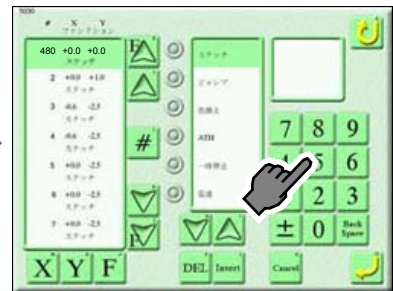 # X Y
ファンクション
480 +0.0 +0.0
ステッチ
2 +0.0 +1.0
ステッチ
3 -0.6 -2.5
ステッチ
4 -0.6 -2.5
ステッチ
5 +0.0 -2.5
ステッチ
6 +0.0 -2.5
ステッチ
7 +0.0 -2.5
ステッチ
F
#
F
ステッチ
ジャンプ
色替え
ATH
一時停止
低速
7 8 9
5 6
2 3
± 0 Back Space
X Y F
DEL Insert Cancel